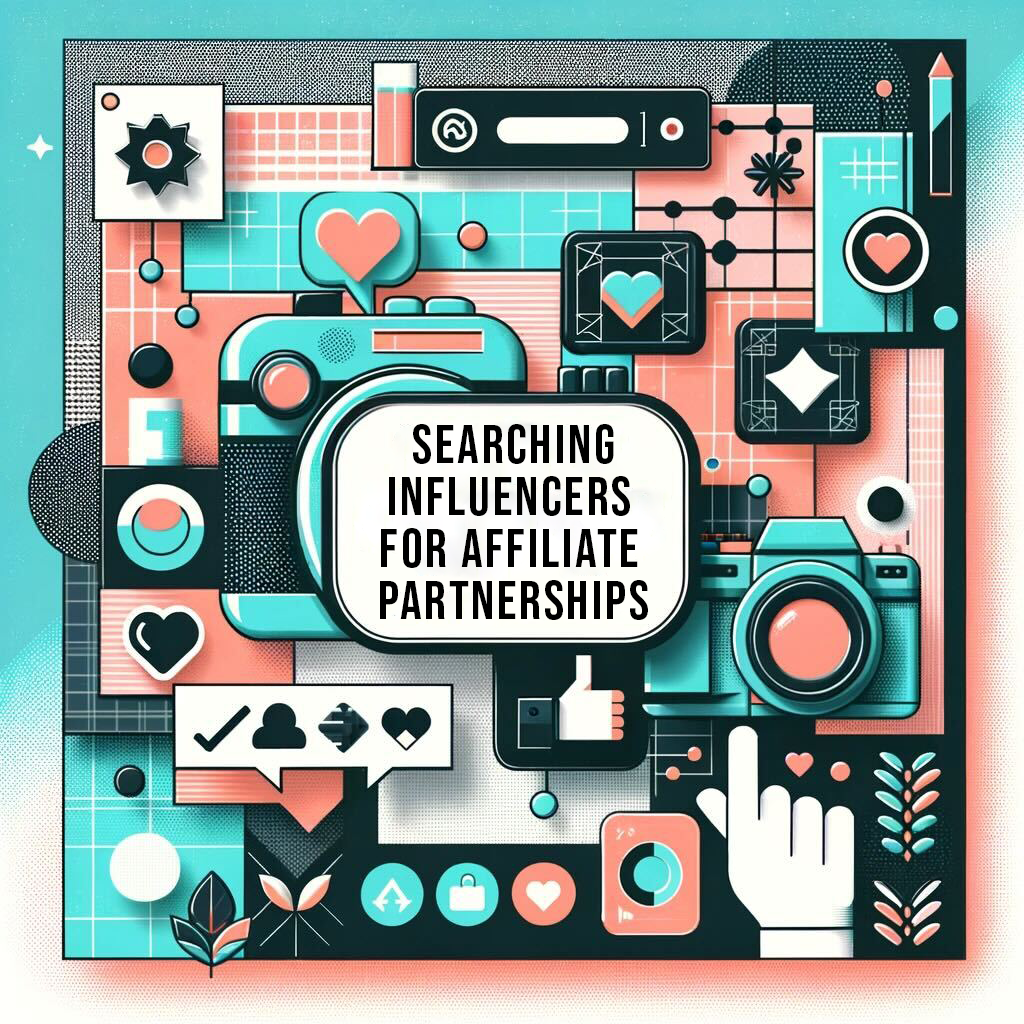 SEARCHING
INFLUENCERS
FOR AFFILIATE
PARTNERSHIPS